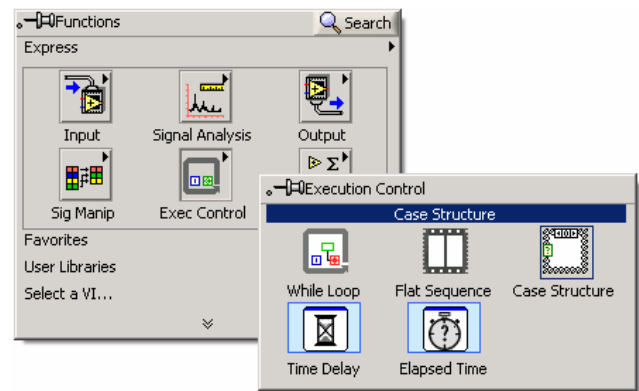 Functions
Search
Express
Input
Signal Analysis
Output
Sig Manip
Exec Control
Favorites
User Libraries
Select a VI...
Execution Control
Case Structure
While Loop
Flat Sequence
Case Structure
Time Delay
Elapsed Time